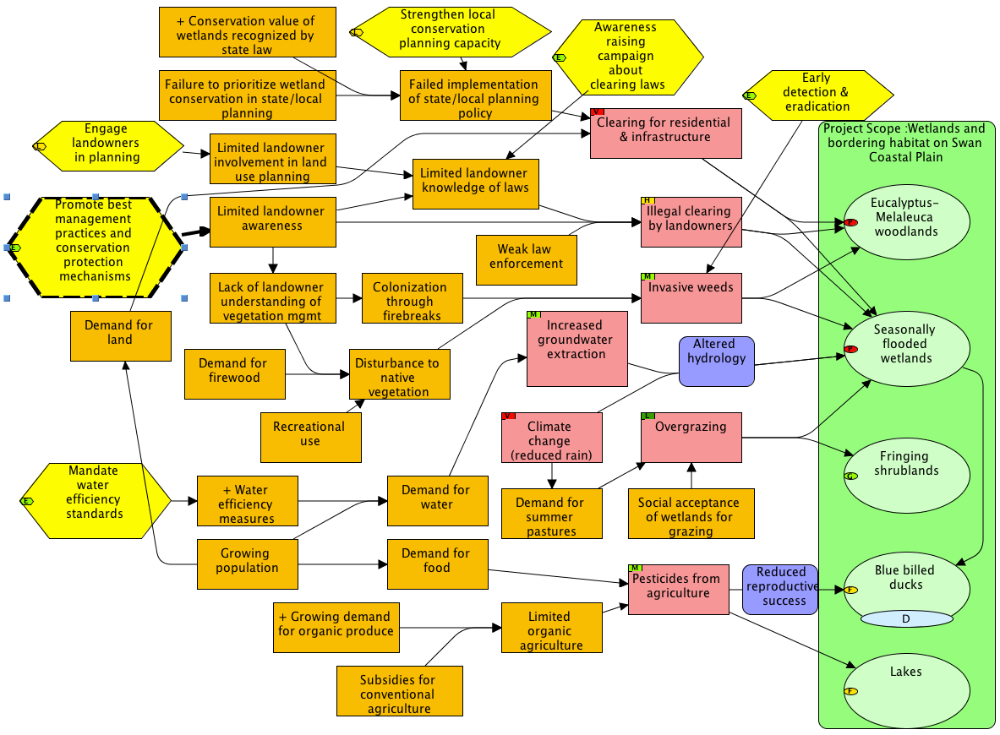 + Conservation value of
wetlands recognized by
state law
Strengthen local
conservation
planning capacity
L
Awareness
raising
campaign
about
clearing laws
E
Failure to prioritize wetland
conservation in state/local
planning
Failed implementation
of state/local planning
policy
Early
detection &
eradication
E
Engage
landowners
in planning
L
Limited landowner
involvement in land
use planning
Limited landowner
knowledge of laws
V
Clearing for residential
& infrastructure
Project Scope :Wetlands and
bordering habitat on Swan
Coastal Plain
Promote best
management
practices and
conservation
protection
mechanisms
E
Limited landowner
awareness
H
Illegal clearing
by landowners
Eucalyptus-
Melaleuca
woodlands
P
Weak law
enforcement
Lack of landowner
understanding of
vegetation mgmt
Colonization
through
firebreaks
M
Invasive weeds
Demand for
land
M
Increased
groundwater
extraction
Altered
hydrology
Seasonally
flooded
wetlands
P
Demand for
firewood
Disturbance to
native
vegetation
Recreational
use
V
Climate
change
(reduced rain)
L
Overgrazing
Fringing
shrublands
G
Mandate
water
efficiency
standards
E
+ Water
efficiency
measures
Demand for
water
Demand for
summer
pastures
Social acceptance
of wetlands for
grazing
Growing
population
Demand for
food
M
Pesticides from
agriculture
Reduced
reproductive
success
Blue billed
ducks
F
D
+ Growing demand
for organic produce
Limited
organic
agriculture
Subsidies for
conventional
agriculture
Lakes
F